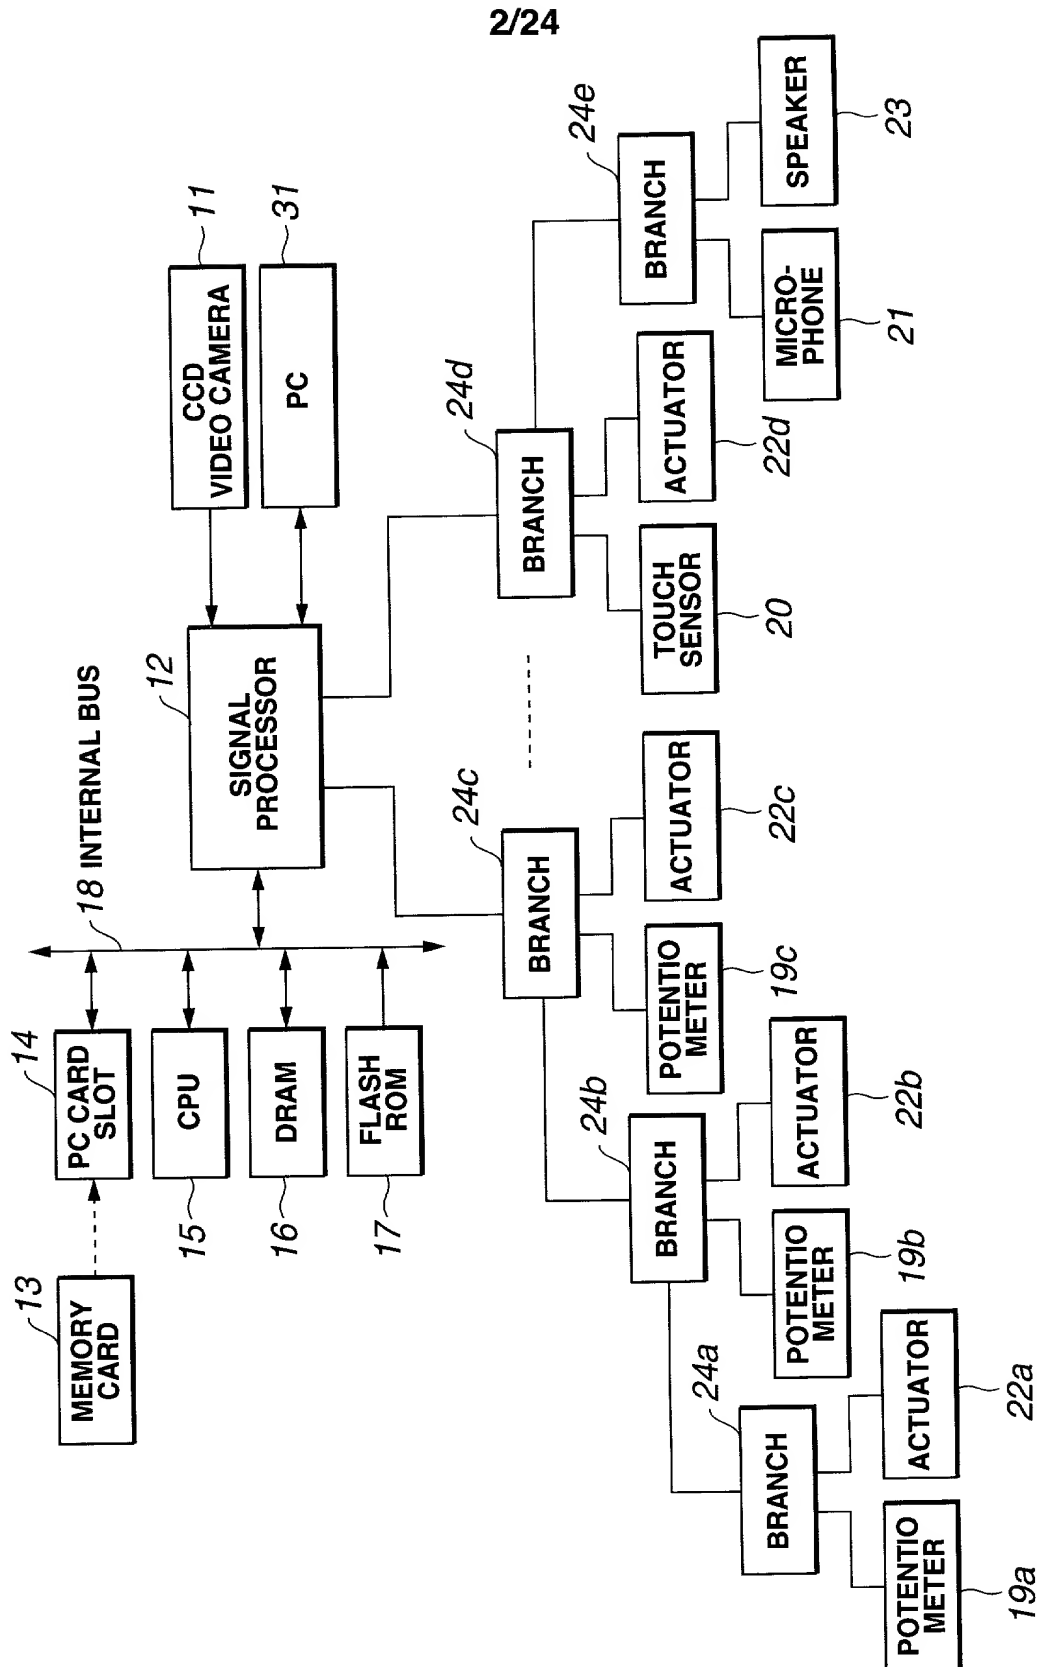 2/24
13
MEMORY
CARD
14
PC CARD
SLOT
15
CPU
16
DRAM
17
FLASH
ROM
18 INTERNAL BUS
12
SIGNAL
PROCESSOR
CCD
VIDEO CAMERA
11
PC
31
24a
BRANCH
POTENTIO
METER
19a
ACTUATOR
22a
24b
BRANCH
POTENTIO
METER
19b
ACTUATOR
22b
24c
BRANCH
POTENTIO
METER
19c
ACTUATOR
22c
24d
BRANCH
TOUCH
SENSOR
20
ACTUATOR
22d
24e
BRANCH
MICRO-
PHONE
21
SPEAKER
23